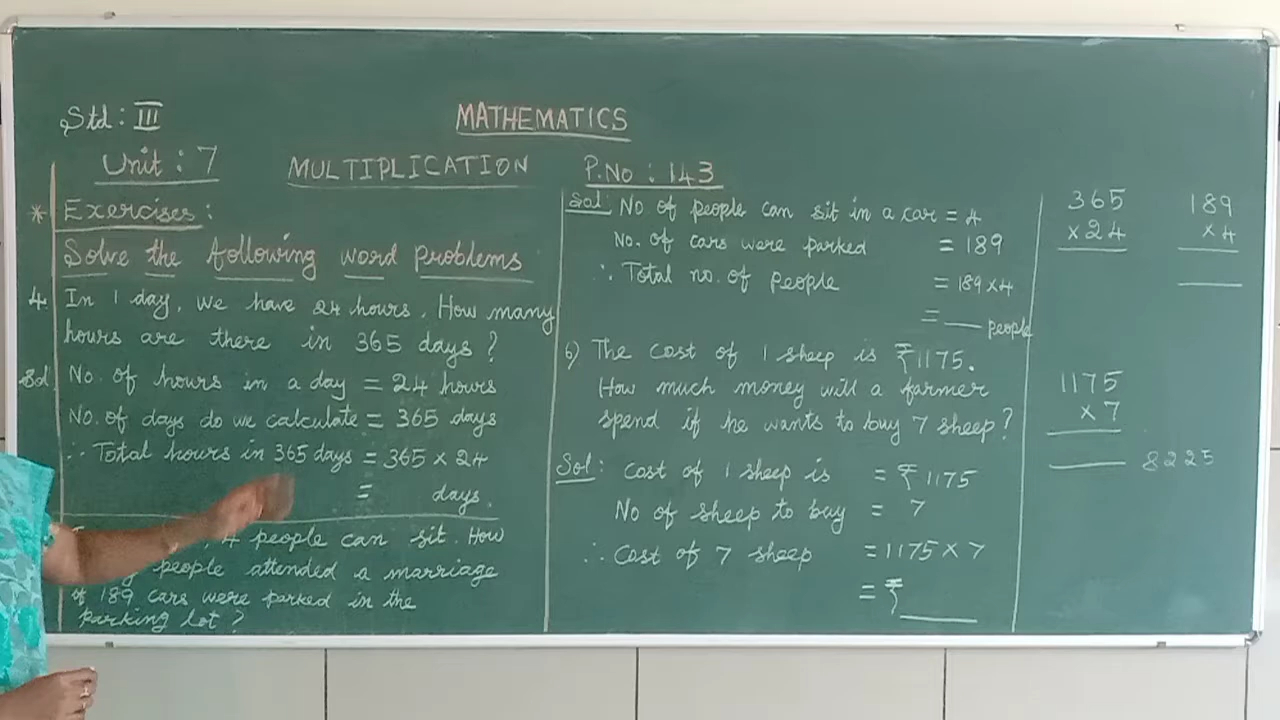 Std : III
MATHEMATICS
Unit : 7 MULTIPLICATION P.No : 143
* Exercises :
Solve the following word problems
4. In 1 day, we have 24 hours. How many
hours are there in 365 days ?
Sol No. of hours in a day = 24 hours
No. of days do we calculate = 365 days
∴ Total hours in 365 days = 365 × 24
= days.
4 people can sit. How
people attended a marriage
if 189 cars were parked in the
parking lot ?
Sol: No. of people can sit in a car = 4
No. of cars were parked = 189
∴ Total no. of people = 189 × 4
= ___ people
6) The cost of 1 sheep is ₹1175.
How much money will a farmer
spend if he wants to buy 7 sheep ?
Sol : Cost of 1 sheep is = ₹ 1175
No of sheep to buy = 7
∴ Cost of 7 sheep = 1175 × 7
= ₹ ___
365
×24
189
×4
1175
×7
8225